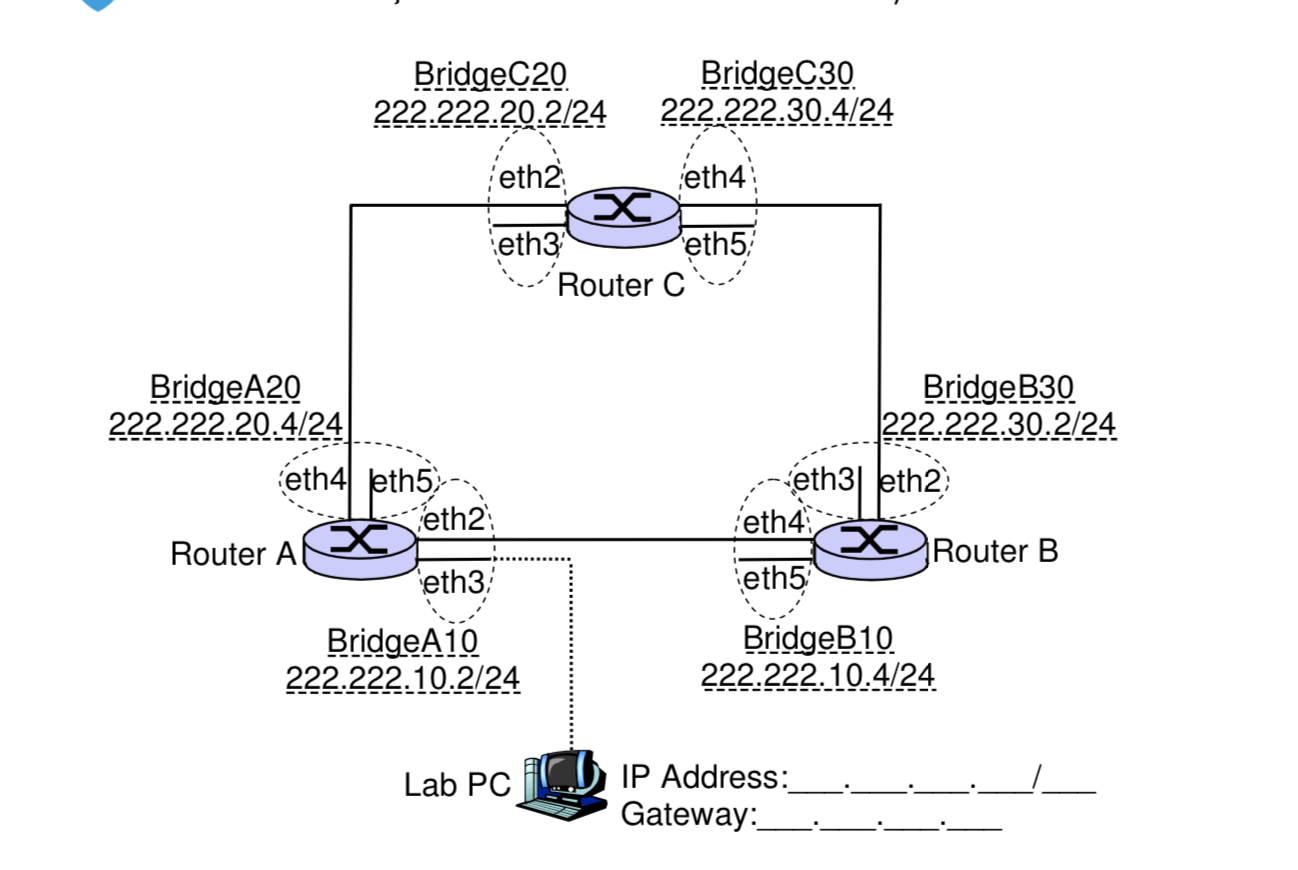 BridgeC20
222.222.20.2/24
BridgeC30
222.222.30.4/24
eth2
eth4
eth3
eth5
Router C
BridgeA20
222.222.20.4/24
BridgeB30
222.222.30.2/24
eth4
eth5
eth3
eth2
eth2
eth4
Router A
Router B
eth3
eth5
BridgeA10
222.222.10.2/24
BridgeB10
222.222.10.4/24
Lab PC
IP Address:___.___.___.___/___
Gateway:___.___.___.___